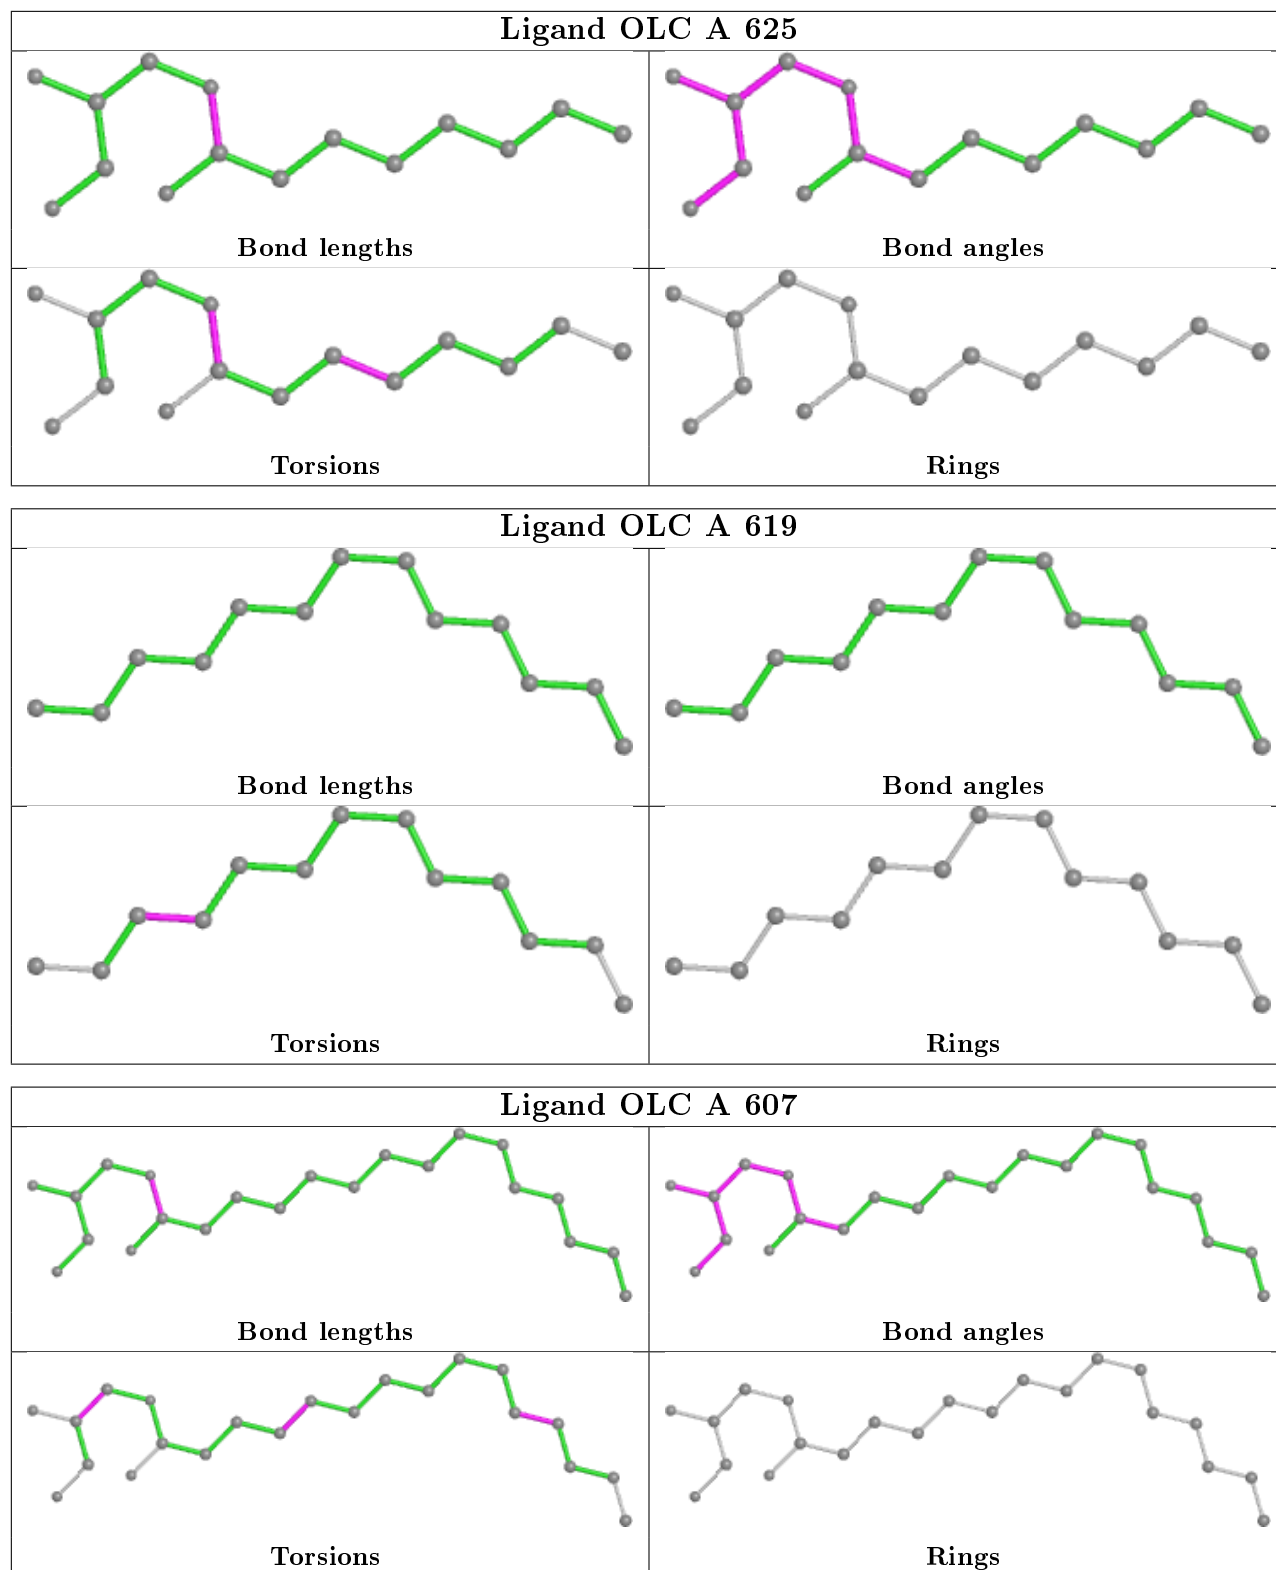 Ligand OLC A 625
Bond lengths
Bond angles
Torsions
Rings
Ligand OLC A 619
Bond lengths
Bond angles
Torsions
Rings
Ligand OLC A 607
Bond lengths
Bond angles
Torsions
Rings